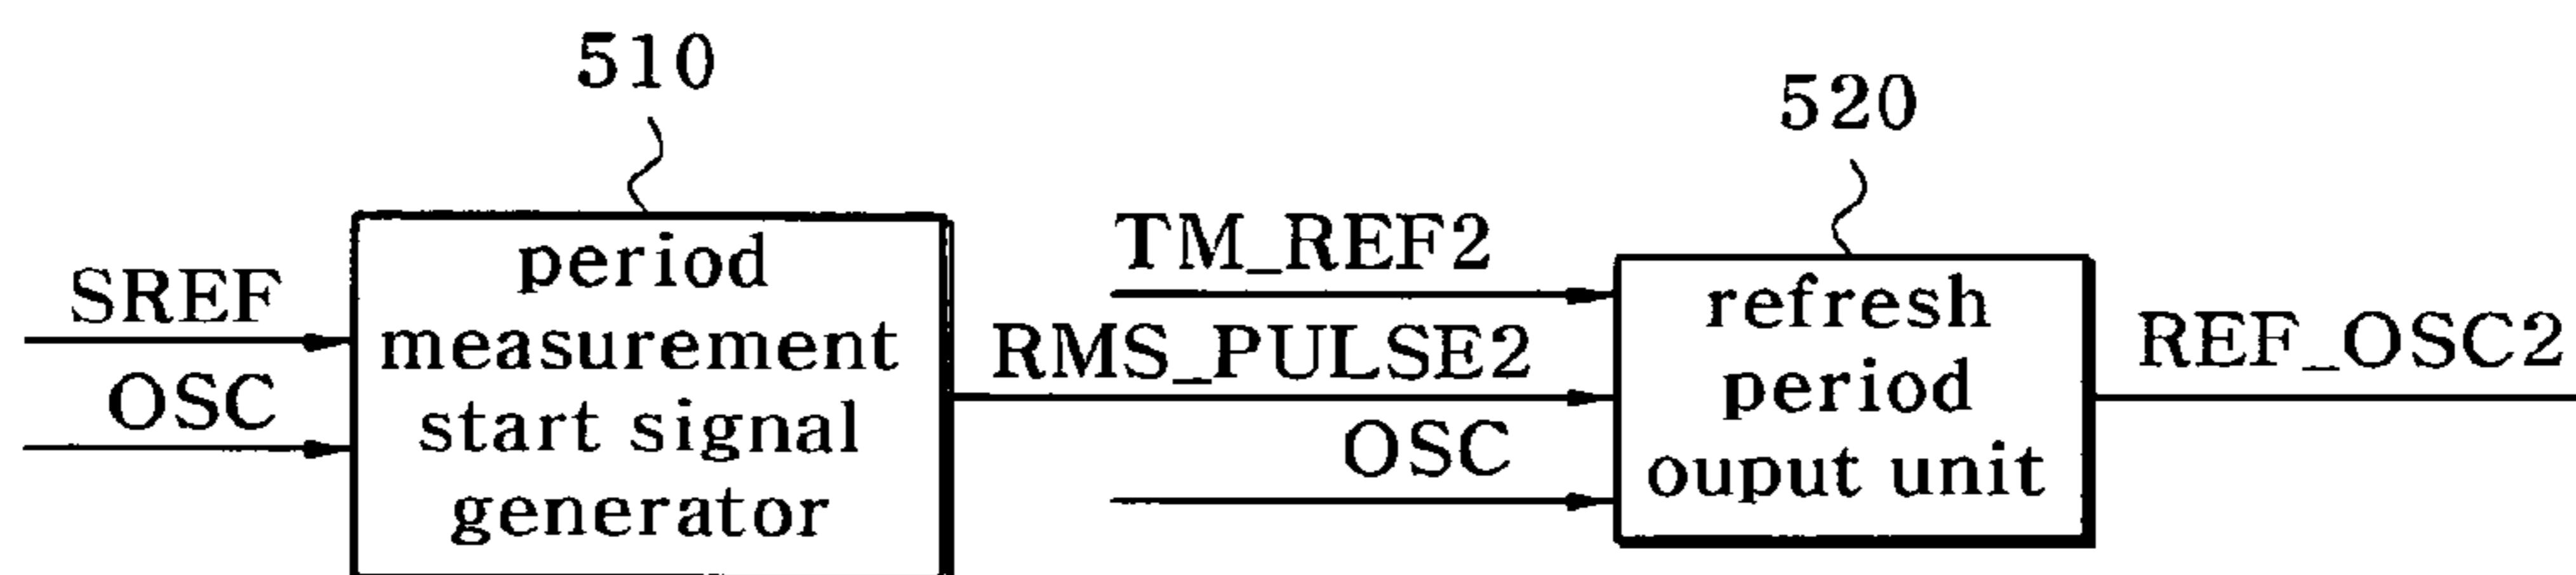 510
520
SREF
OSC
period
measurement
start signal
generator
TM_REF2
RMS_PULSE2
OSC
refresh
period
ouput unit
REF_OSC2